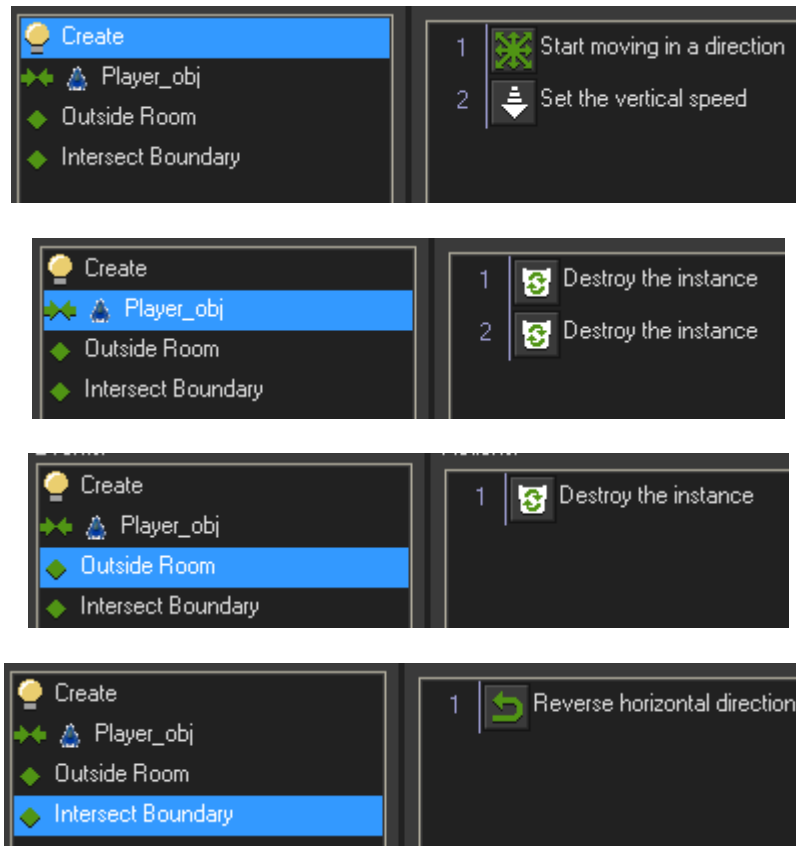 Create
Player_obj
Outside Room
Intersect Boundary
1 Start moving in a direction
2 Set the vertical speed
Create
Player_obj
Outside Room
Intersect Boundary
1 Destroy the instance
2 Destroy the instance
Create
Player_obj
Outside Room
Intersect Boundary
1 Destroy the instance
Create
Player_obj
Outside Room
Intersect Boundary
1 Reverse horizontal direction